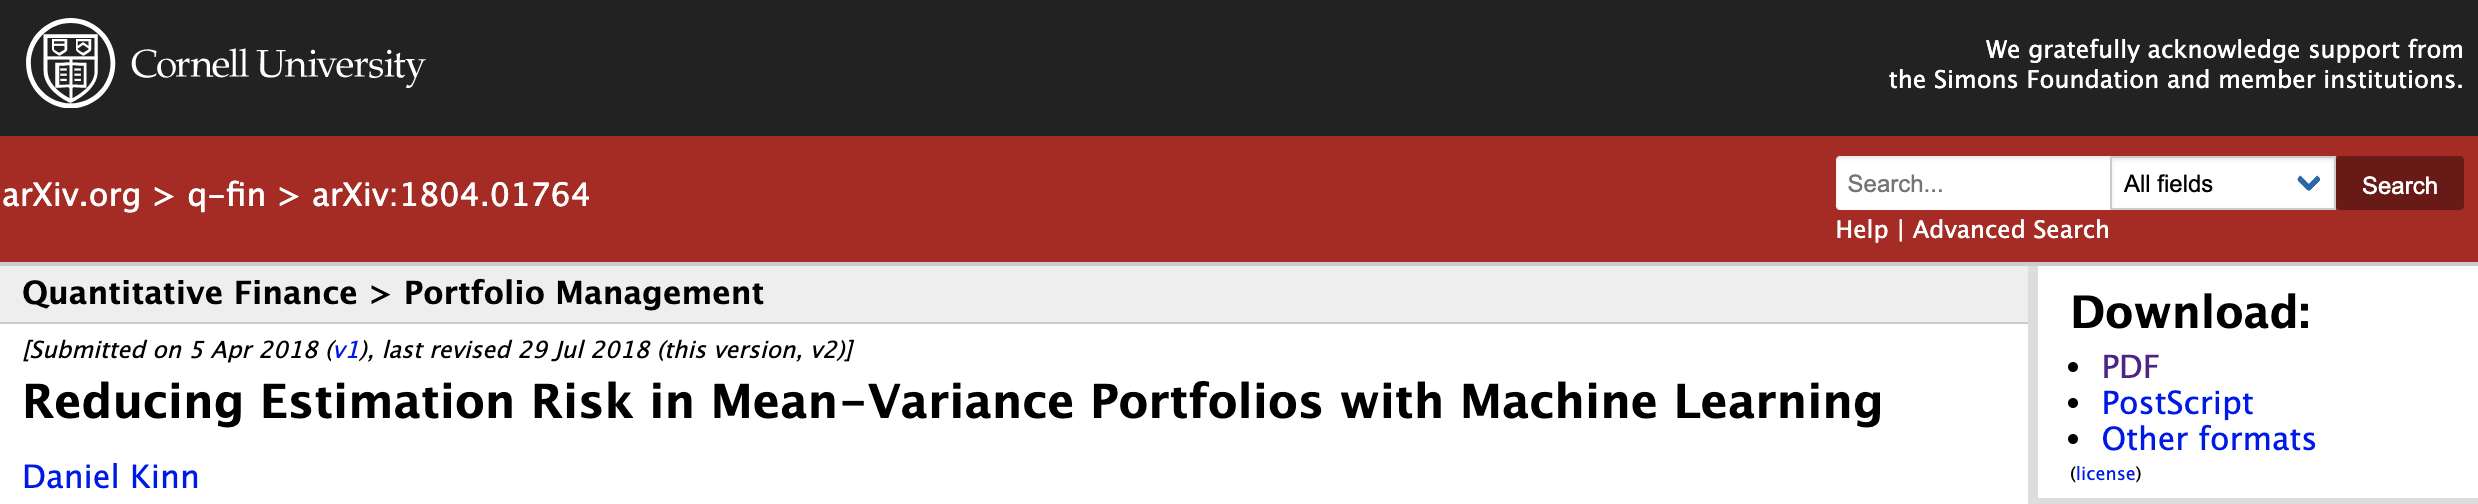 Cornell University
We gratefully acknowledge support from
the Simons Foundation and member institutions.
arXiv.org > q-fin > arXiv:1804.01764
Search...
All fields
Search
Help | Advanced Search
Quantitative Finance > Portfolio Management
[Submitted on 5 Apr 2018 (v1), last revised 29 Jul 2018 (this version, v2)]
Reducing Estimation Risk in Mean-Variance Portfolios with Machine Learning
Daniel Kinn
Download:
• PDF
• PostScript
• Other formats
(license)